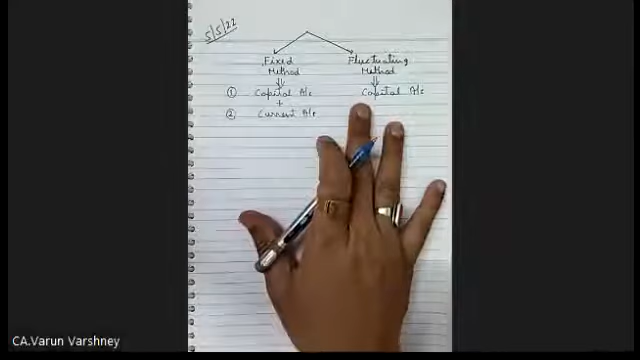 5/5/22
Fixed Method
Fluctuating Method
① Capital A/c
+
② Current A/c
Capital A/c
CA.Varun Varshney